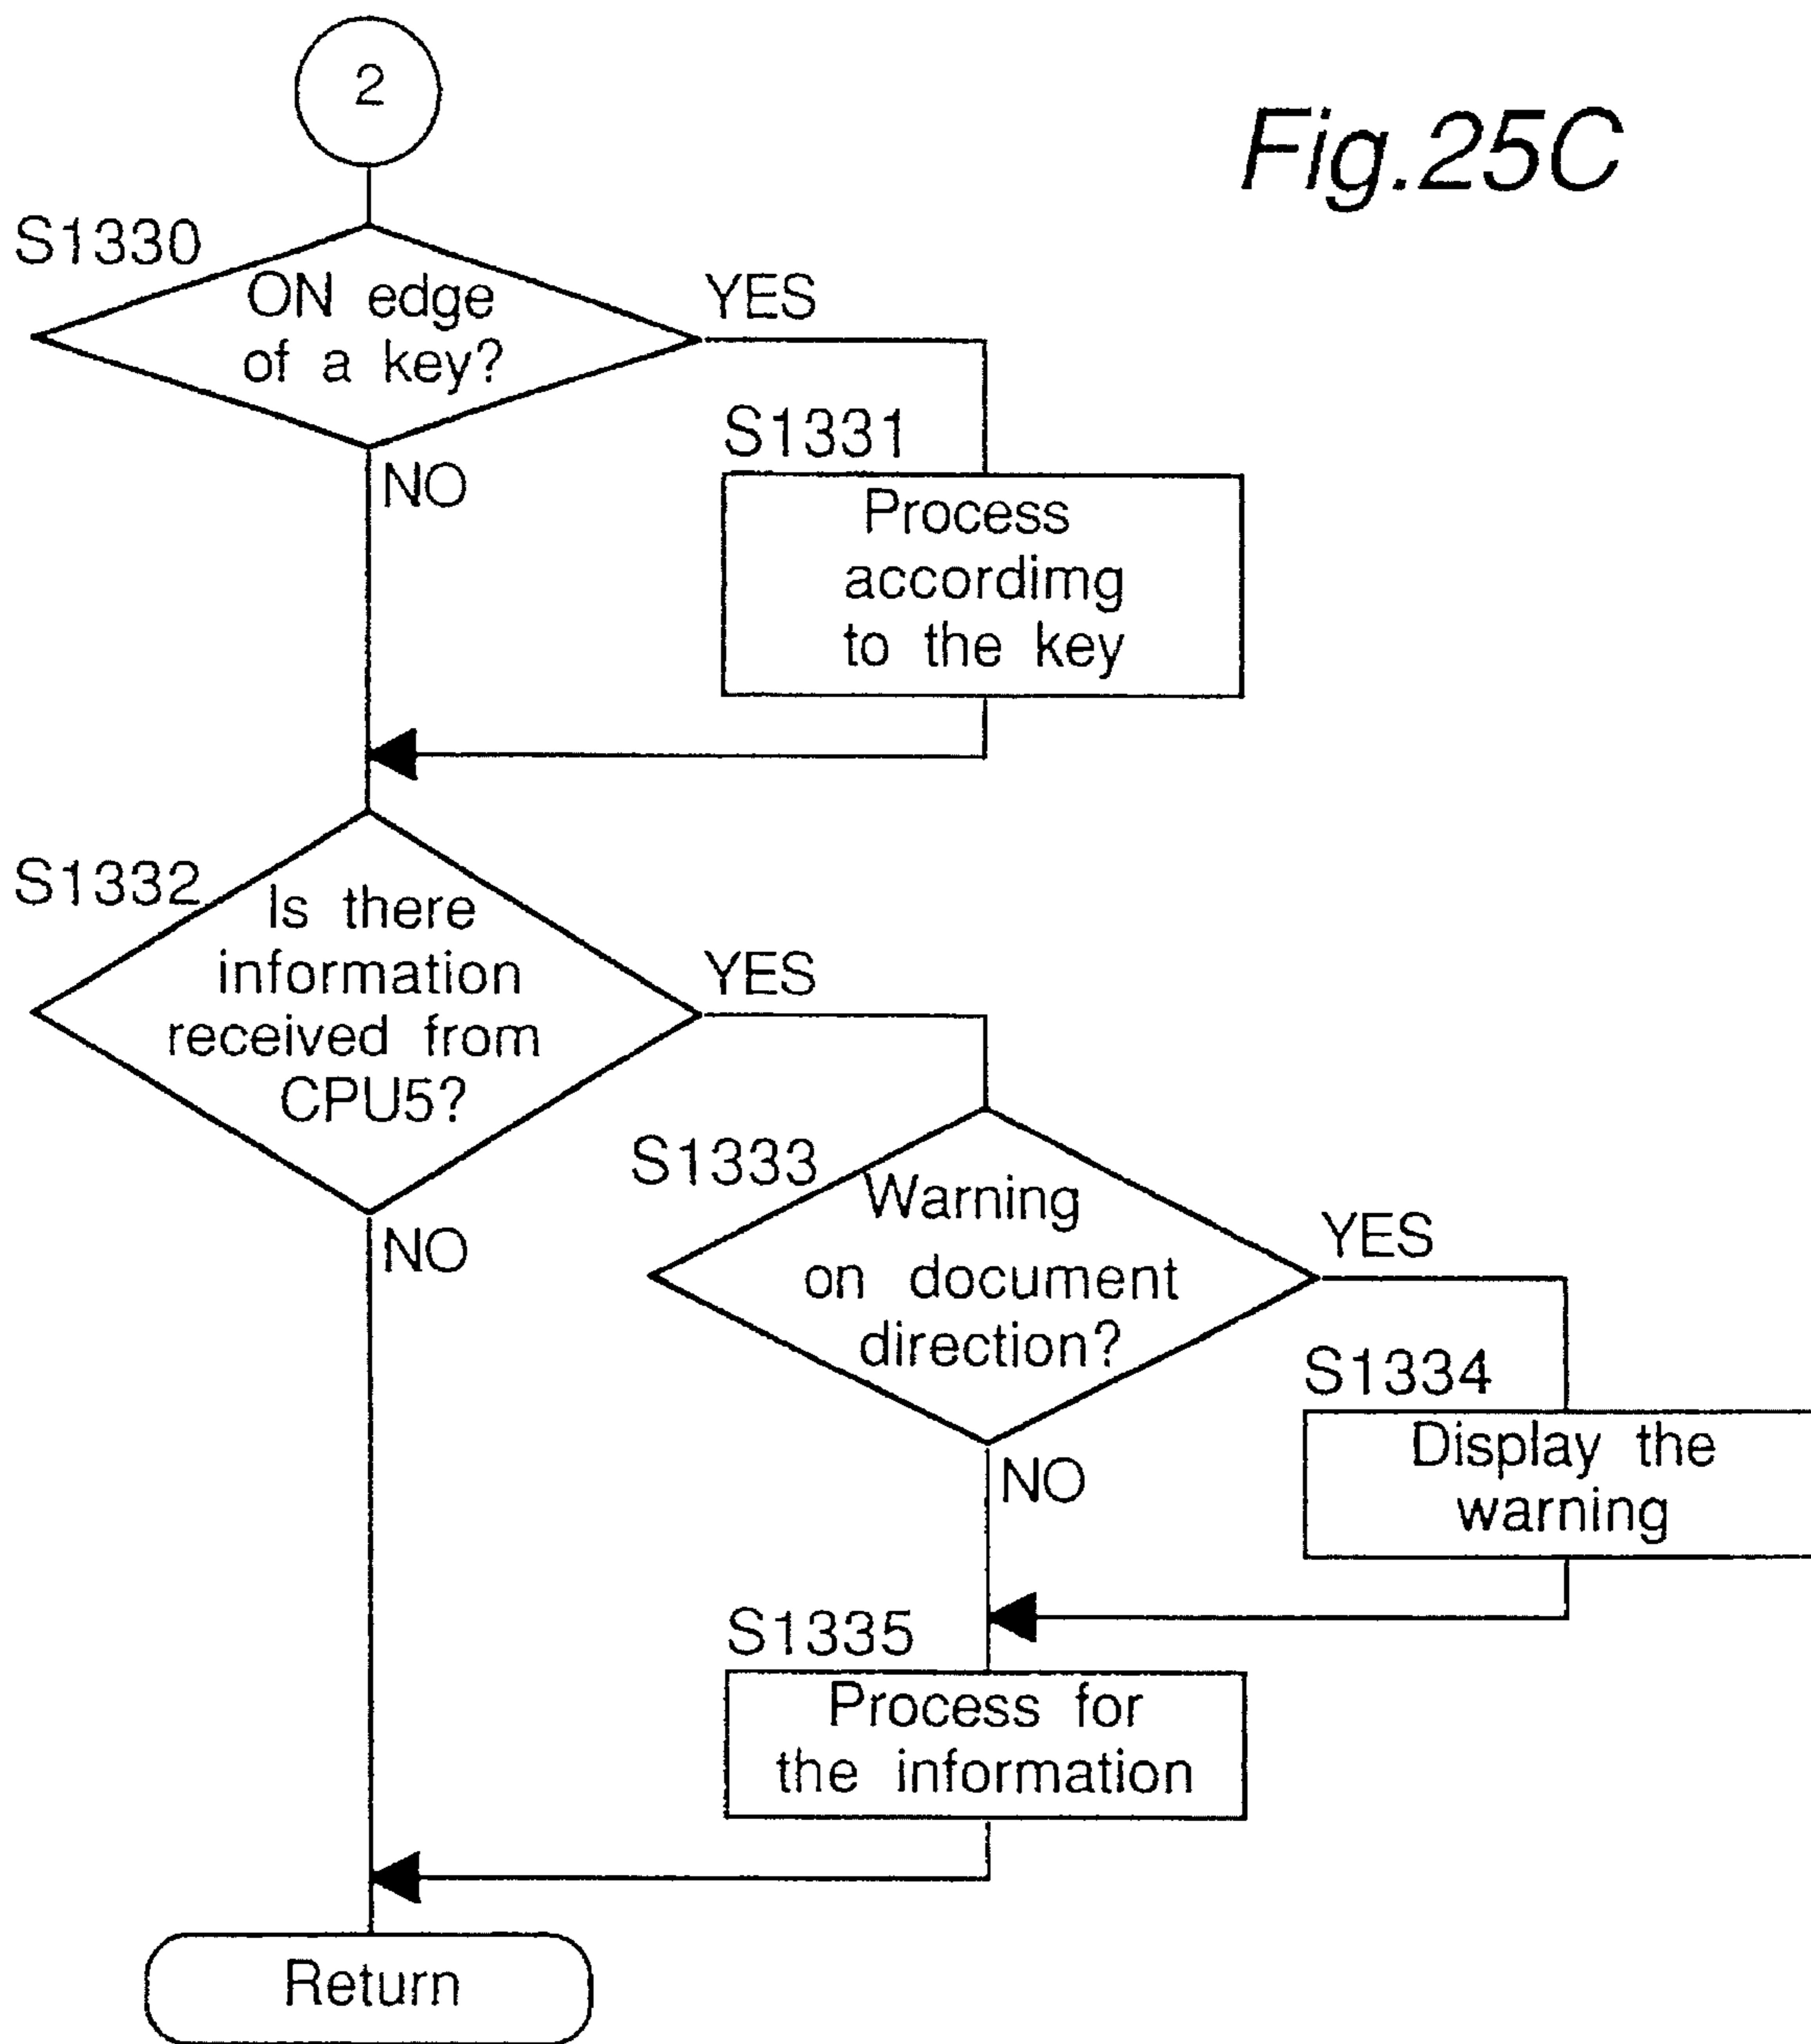 2
Fig.25C
S1330
ON edge
of a key?
YES
NO
S1331
Process
accordimg
to the key
S1332
Is there
information
received from
CPU5?
YES
NO
S1333
Warning
on document
direction?
YES
NO
S1334
Display the
warning
S1335
Process for
the information
Return